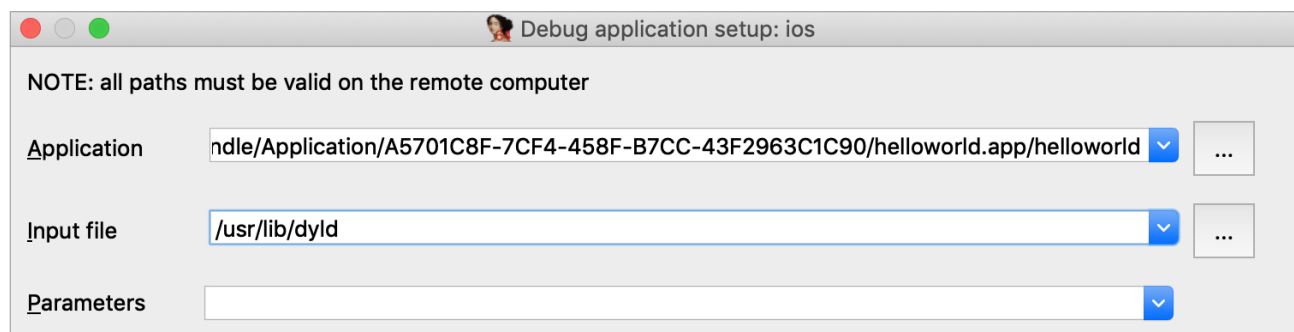 Debug application setup: ios
NOTE: all paths must be valid on the remote computer
Application ndle/Application/A5701C8F-7CF4-458F-B7CC-43F2963C1C90/helloworld.app/helloworld ...
Input file /usr/lib/dyld ...
Parameters